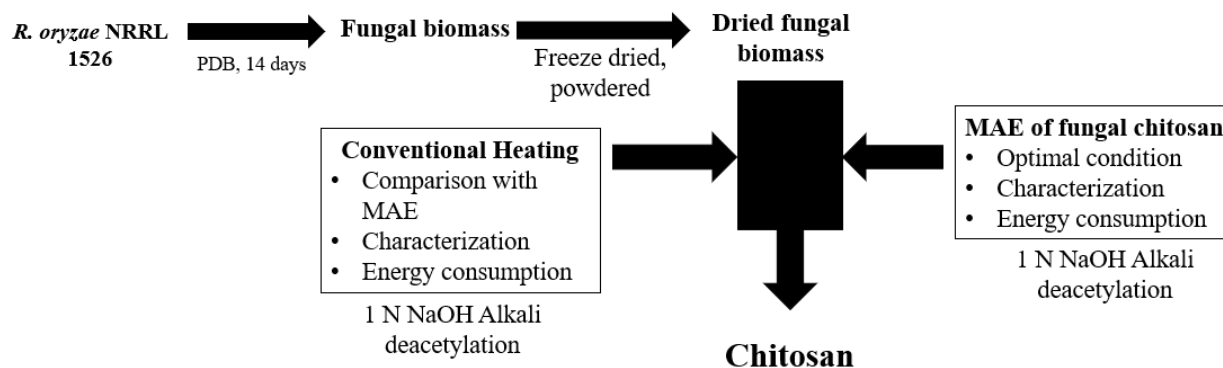 R. oryzae NRRL
1526
PDB, 14 days
Fungal biomass
Freeze dried,
powdered
Dried fungal
biomass
Conventional Heating
• Comparison with
MAE
• Characterization
• Energy consumption
1 N NaOH Alkali
deacetylation
MAE of fungal chitosan
• Optimal condition
• Characterization
• Energy consumption
1 N NaOH Alkali
deacetylation
Chitosan